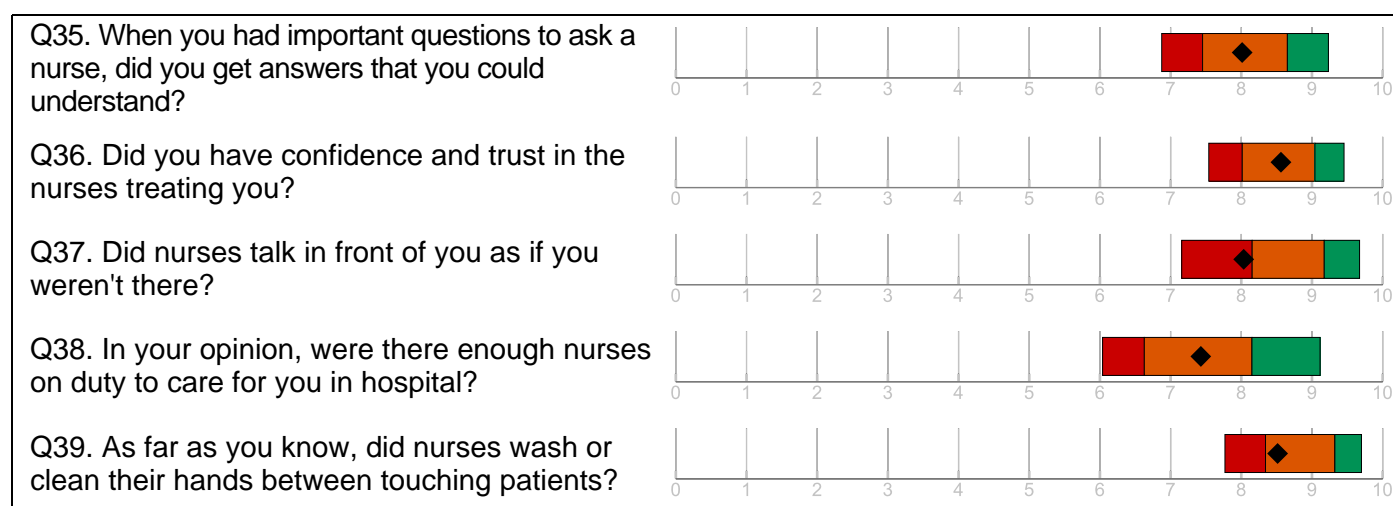 Q35. When you had important questions to ask a
nurse, did you get answers that you could
understand?
0 1 2 3 4 5 6 7 8 9 10
Q36. Did you have confidence and trust in the
nurses treating you?
0 1 2 3 4 5 6 7 8 9 10
Q37. Did nurses talk in front of you as if you
weren't there?
0 1 2 3 4 5 6 7 8 9 10
Q38. In your opinion, were there enough nurses
on duty to care for you in hospital?
0 1 2 3 4 5 6 7 8 9 10
Q39. As far as you know, did nurses wash or
clean their hands between touching patients?
0 1 2 3 4 5 6 7 8 9 10